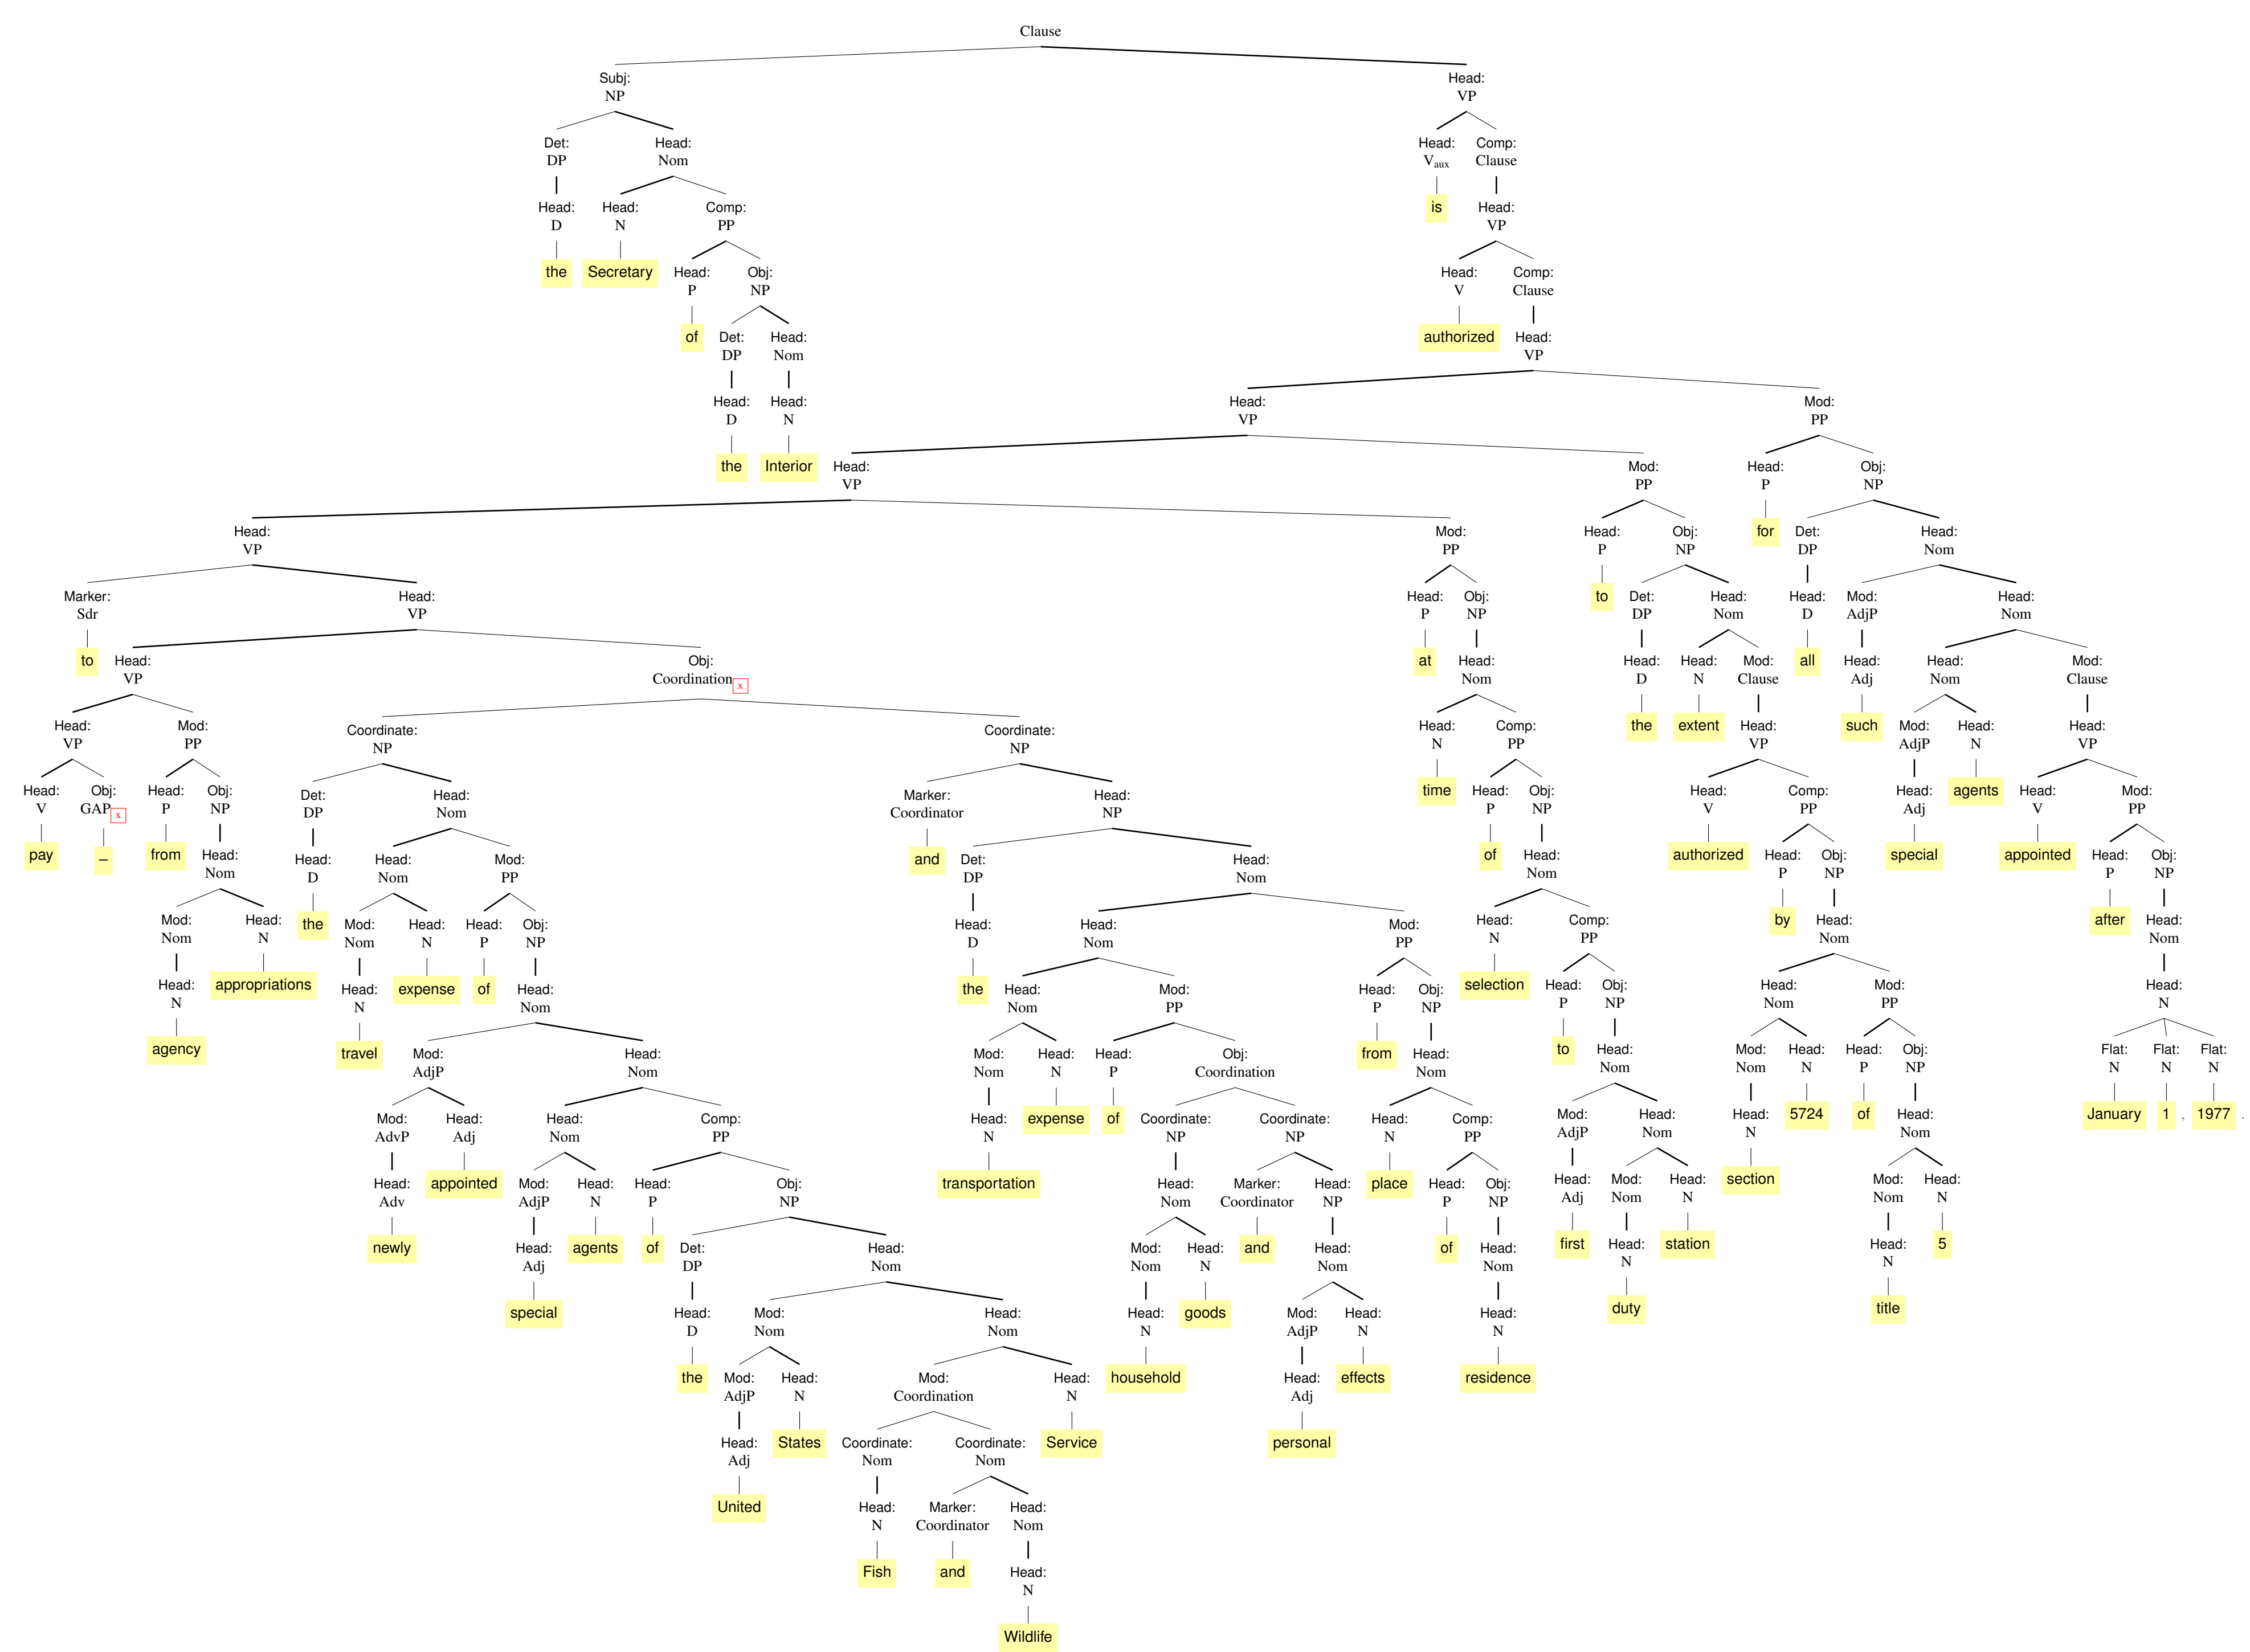 Clause
Subj: Head:
NP VP
Det: Head: Head: Comp:
DP Nom Vaux Clause
Head: Head: Comp: is Head:
D N PP VP
the Secretary Head: Obj: Head: Comp:
P NP V Clause
of Det: Head: authorized Head:
DP Nom VP
Head: Head: Head: Mod:
D N VP PP
the Interior Head: Mod: Head: Obj:
VP PP P NP
Head: Mod: Head: Obj: for Det: Head:
VP PP P NP DP Nom
Marker: Head: Head: Obj: to Det: Head: Head: Mod: Head:
Sdr VP P NP DP Nom D AdjP Nom
to Head: Obj: at Head: Head: Head: Mod: all Head: Head: Mod:
VP Coordination x Nom D N Clause Adj Nom Clause
Head: Mod: Coordinate: Coordinate: Head: Comp: the extent Head: such Mod: Head: Head:
VP PP NP NP N PP VP AdjP N VP
Head: Obj: Head: Obj: Det: Head: Marker: Head: time Head: Obj: Head: Comp: Head: agents Head: Mod:
V GAP x P NP DP Nom Coordinator NP P NP V PP Adj V PP
pay – from Head: Head: Head: Mod: and Det: Head: of Head: authorized Head: Obj: special appointed Head: Obj:
Nom D Nom PP DP Nom Nom P NP P NP
Mod: Head: the Mod: Head: Head: Obj: Head: Head: Mod: Head: Comp: by Head: after Head:
Nom N Nom N P NP D Nom PP N PP Nom Nom
Head: appropriations Head: expense of Head: the Head: Mod: Head: Obj: selection Head: Obj: Head: Mod: Head:
N N Nom Nom PP P NP P NP Nom PP N
agency travel Mod: Head: Mod: Head: Head: Obj: from Head: to Head: Mod: Head: Head: Obj: Flat: Flat: Flat:
AdjP Nom Nom N P Coordination Nom Nom Nom N P NP N N N
Mod: Head: Head: Comp: Head: expense of Coordinate: Coordinate: Head: Comp: Mod: Head: Head: 5724 of Head: January 1 , 1977 .
AdvP Adj Nom PP N NP NP N PP AdjP Nom N Nom
Head: appointed Mod: Head: Head: Obj: transportation Head: Marker: Head: place Head: Obj: Head: Mod: Head: section Mod: Head:
Adv AdjP N P NP Nom Coordinator NP P NP Adj Nom N Nom N
newly Head: agents of Det: Head: Mod: Head: and Head: of Head: first Head: station Head: 5
Adj DP Nom Nom N Nom Nom N N
special Head: Mod: Head: Head: goods Mod: Head: Head: duty title
D Nom Nom N AdjP N N
the Mod: Head: Mod: Head: household Head: effects residence
AdjP N Coordination N Adj
Head: States Coordinate: Coordinate: Service personal
Adj Nom Nom
United Head: Marker: Head:
N Coordinator Nom
Fish and Head:
N
Wildlife